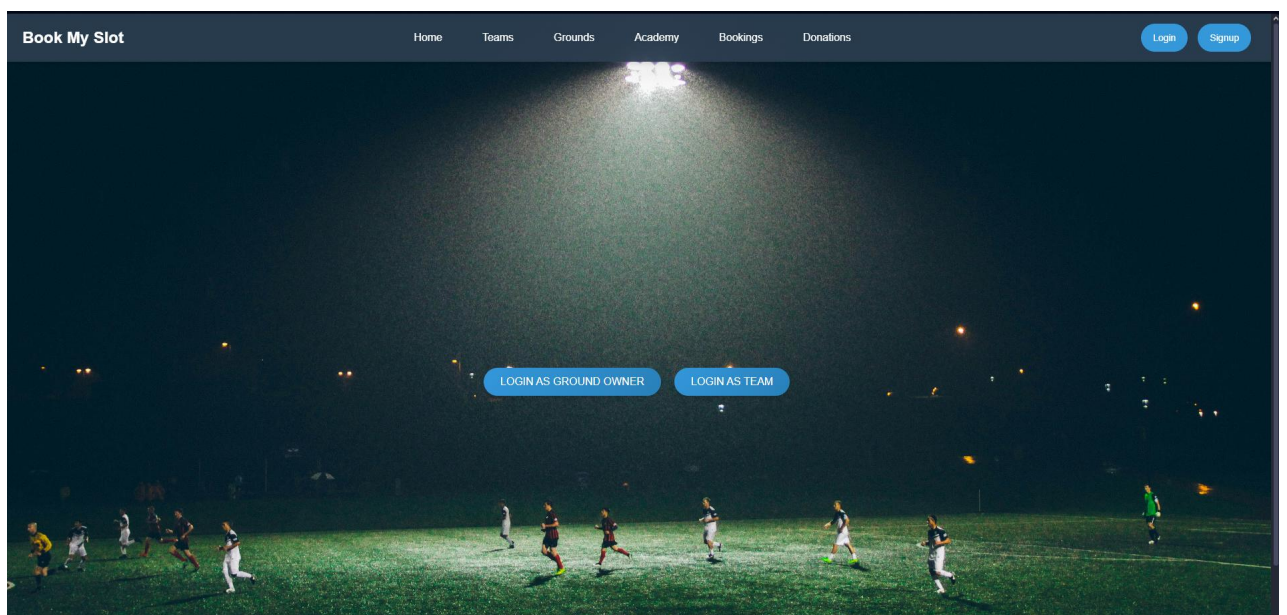 Book My Slot Home Teams Grounds Academy Bookings Donations Login Signup
LOGIN AS GROUND OWNER LOGIN AS TEAM